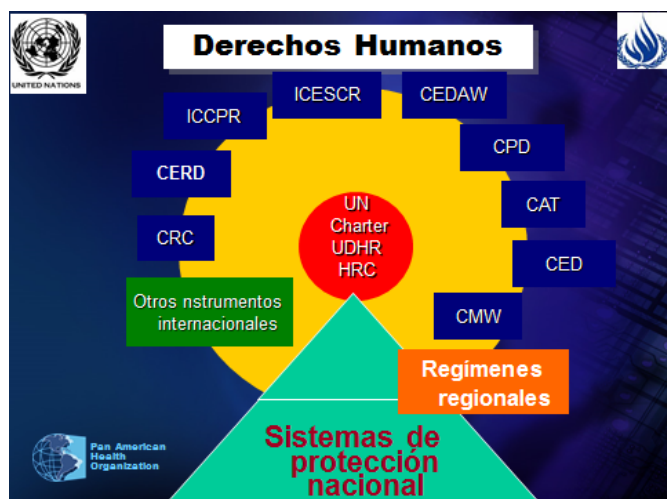 UNITED NATIONS
Derechos Humanos
ICESCR
CEDAW
ICCPR
CPD
CERD
CAT
CRC
CED
UN
Charter
UDHR
HRC
Otros nstrumentos
internacionales
CMW
Regímenes
regionales
Sistemas de
protección
nacional
Pan American
Health
Organization